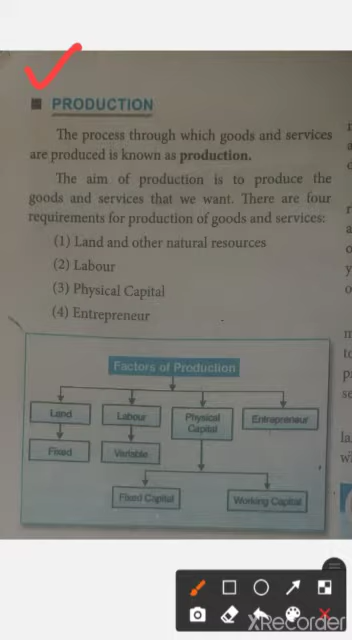 PRODUCTION
The process through which goods and services
are produced is known as production.
The aim of production is to produce the
goods and services that we want. There are four
requirements for production of goods and services:
(1) Land and other natural resources
(2) Labour
(3) Physical Capital
(4) Entrepreneur
Factors of Production
Land
Labour
Physical
Capital
Entrepreneur
Fixed
Variable
Fixed Capital
Working Capital
XRecorder